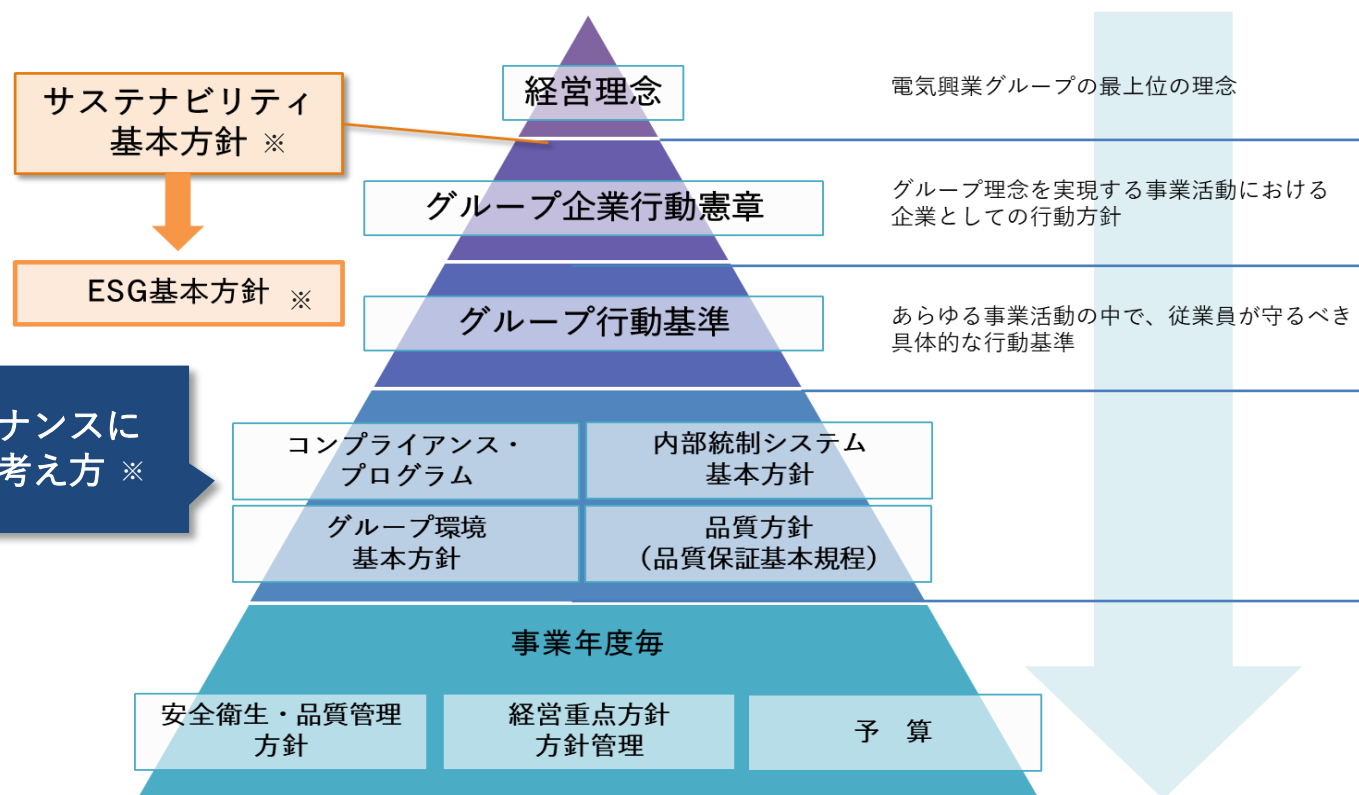 経営理念
電気興業グループの最上位の理念
サステナビリティ
基本方針 ※
グループ企業行動憲章
グループ理念を実現する事業活動における
企業としての行動方針
ESG基本方針 ※
グループ行動基準
あらゆる事業活動の中で、従業員が守るべき
具体的な行動基準
ナンスに
考え方 ※
コンプライアンス・
プログラム
内部統制システム
基本方針
グループ環境
基本方針
品質方針
（品質保証基本規程）
事業年度毎
安全衛生・品質管理
方針
経営重点方針
方針管理
予　算